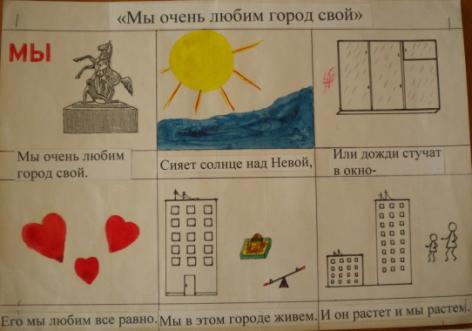 «Мы очень любим город свой»
МЫ
Мы очень любим
город свой.
Сияет солнце над Невой,
Или дожди стучат
в окно-
Его мы любим все равно.
Мы в этом городе живем.
И он растет и мы растем.